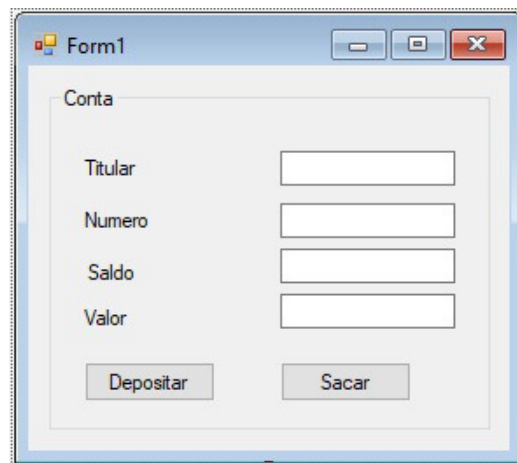 Form1
Conta
Titular
Numero
Saldo
Valor
Depositar Sacar